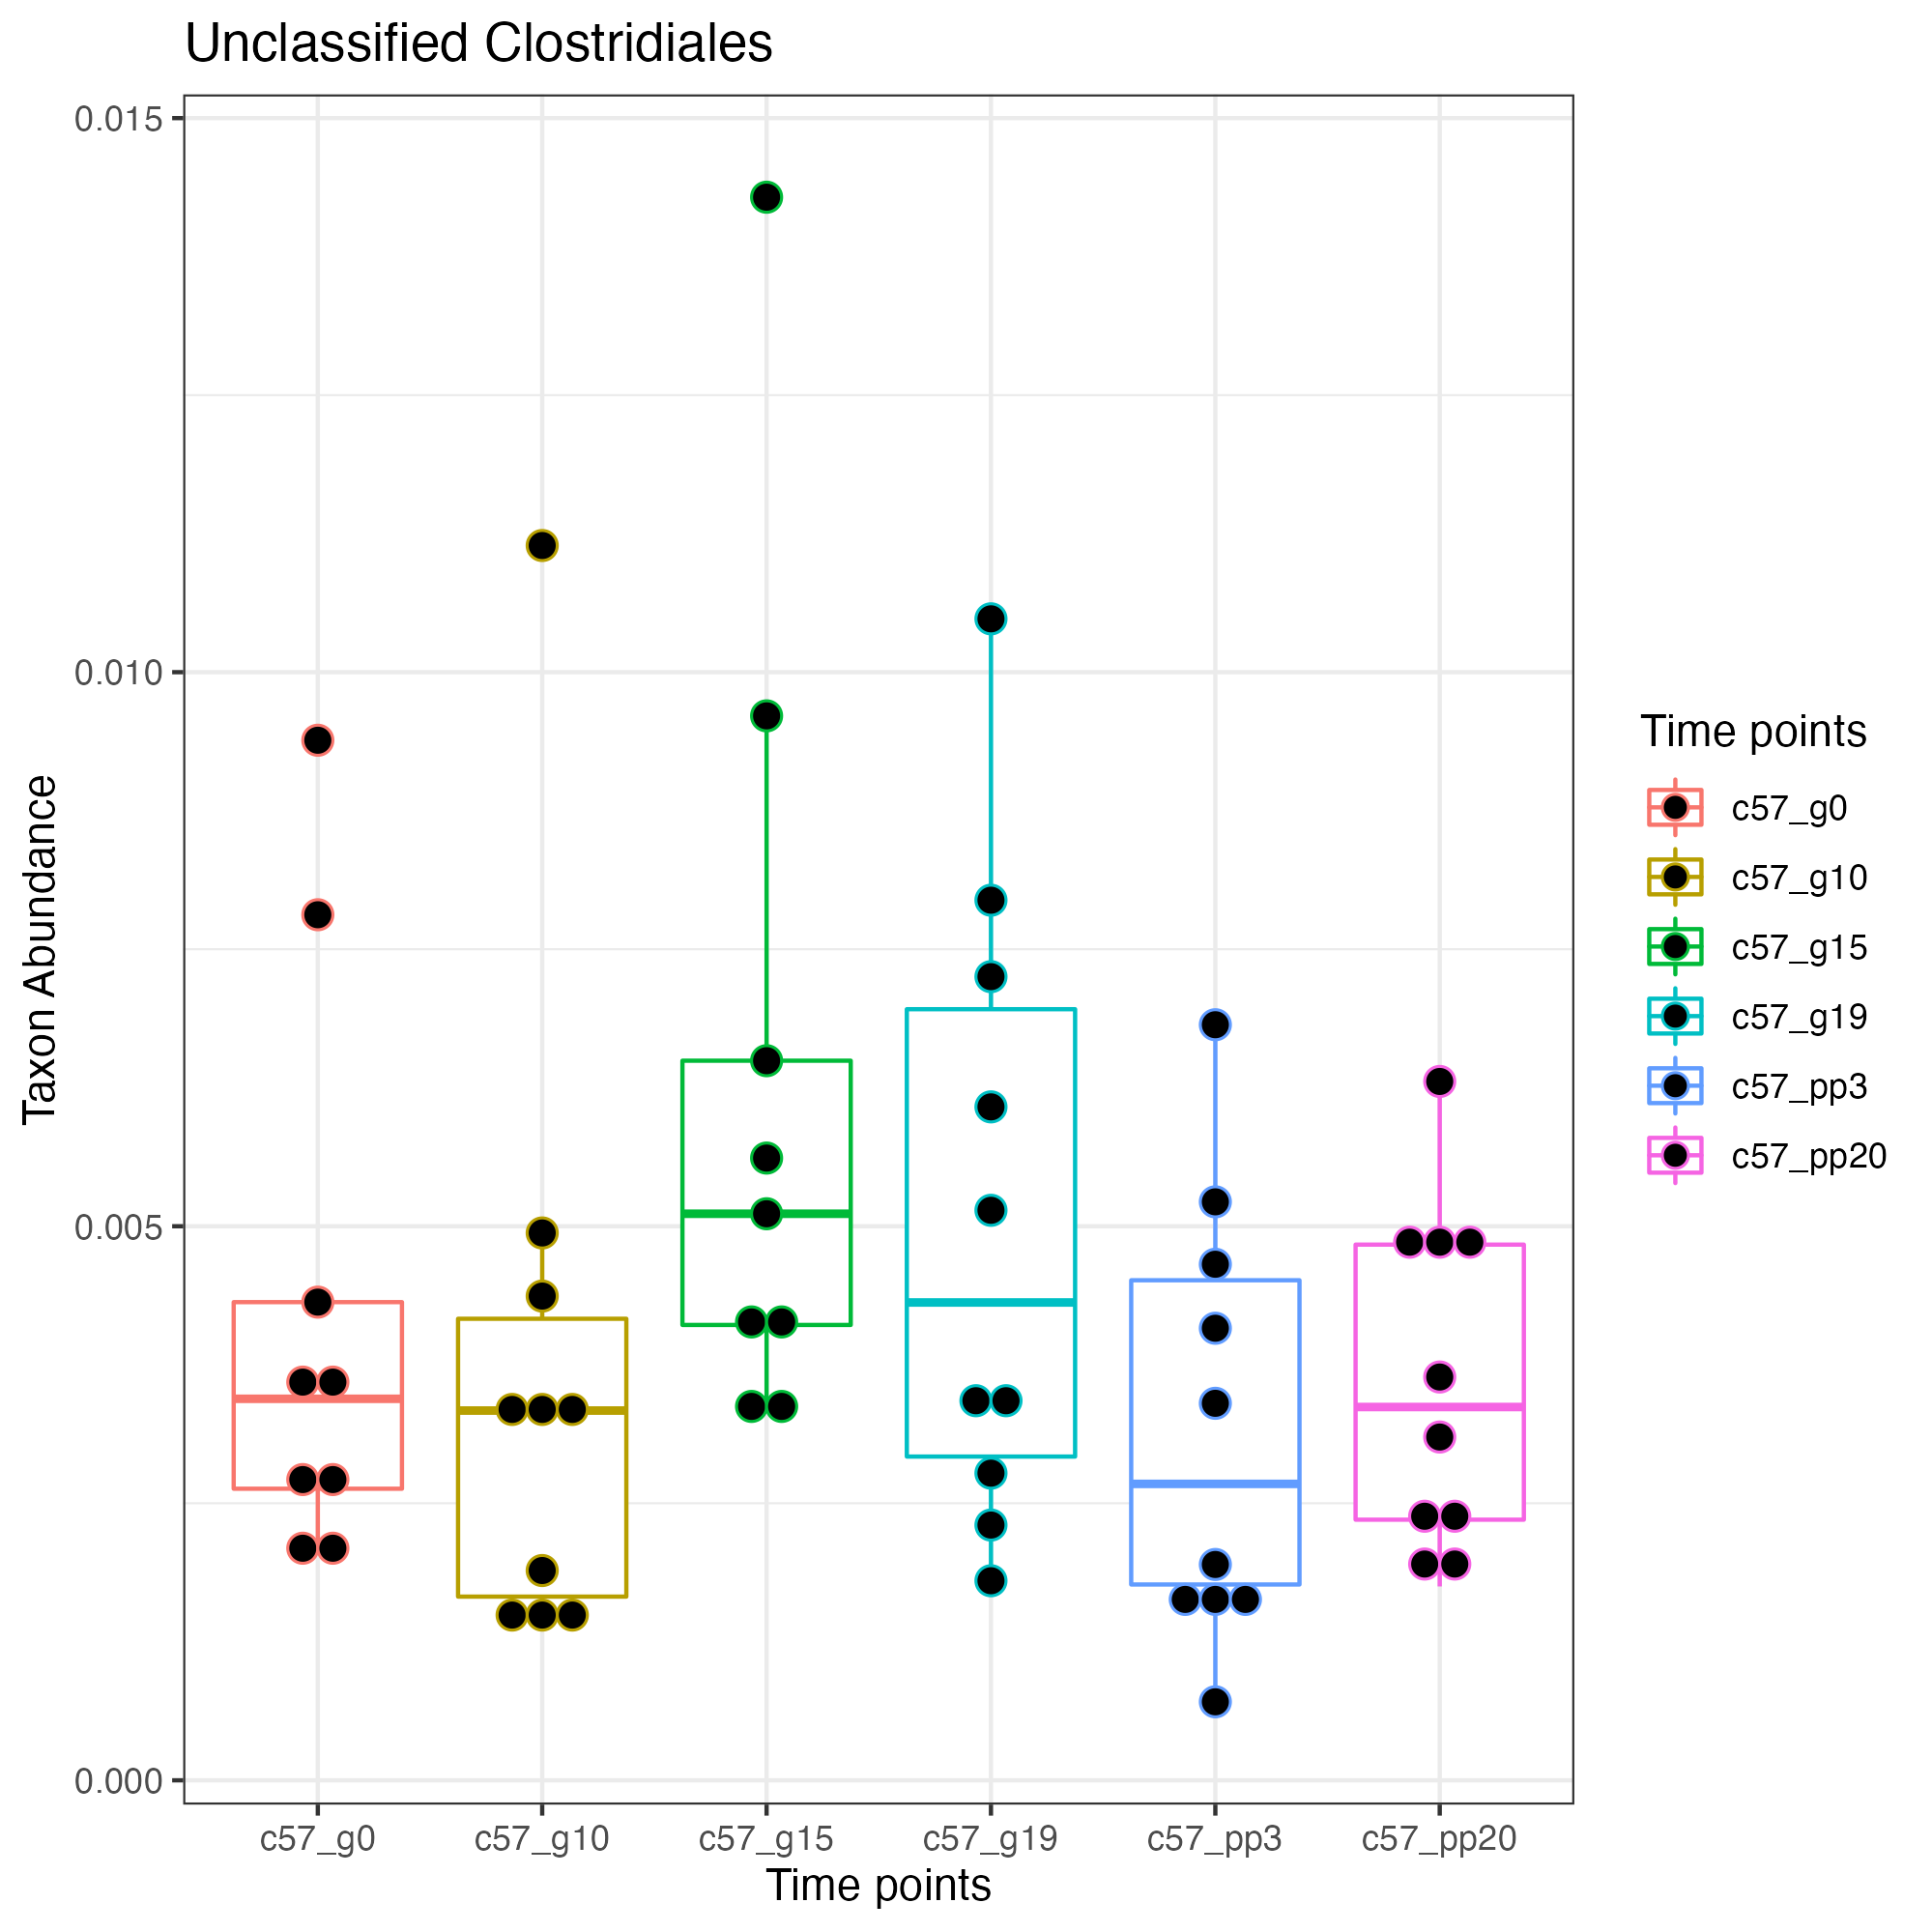 Unclassified Clostridiales
Taxon Abundance
0.015
0.010
0.005
0.000
c57_g0 c57_g10 c57_g15 c57_g19 c57_pp3 c57_pp20
Time points
Time points
c57_g0
c57_g10
c57_g15
c57_g19
c57_pp3
c57_pp20